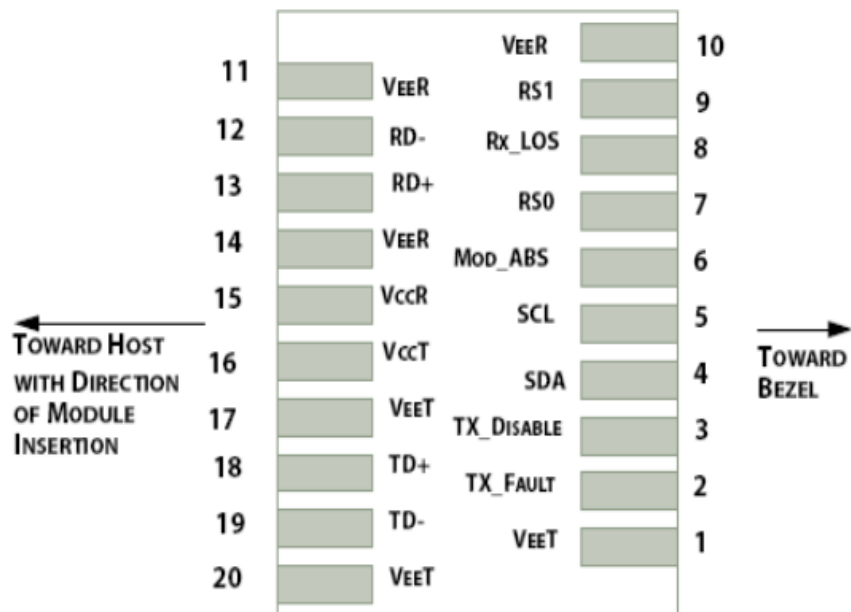 VEER 10
11 VEER
RS1 9
12 RD-
Rx_LOS 8
13 RD+
RS0 7
14 VEER
MOD_ABS 6
15 VCCR
SCL 5
TOWARD HOST
WITH DIRECTION
OF MODULE
INSERTION
TOWARD
BEZEL
16 VCCT
SDA 4
17 VEET
TX_DISABLE 3
18 TD+
TX_FAULT 2
19 TD-
VEET 1
20 VEET